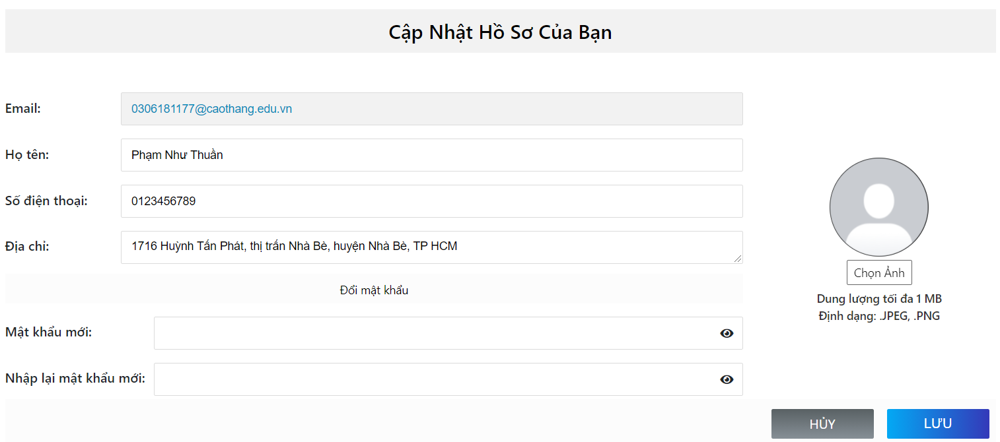 Cập Nhật Hồ Sơ Của Bạn
Email: 0306181177@caothang.edu.vn
Họ tên: Phạm Như Thuần
Số điện thoại: 0123456789
Địa chỉ: 1716 Huỳnh Tấn Phát, thị trấn Nhà Bè, huyện Nhà Bè, TP HCM
Chọn Ảnh
Dung lượng tối đa 1 MB
Định dạng: .JPEG, .PNG
Đổi mật khẩu
Mật khẩu mới:
Nhập lại mật khẩu mới:
HỦY LƯU